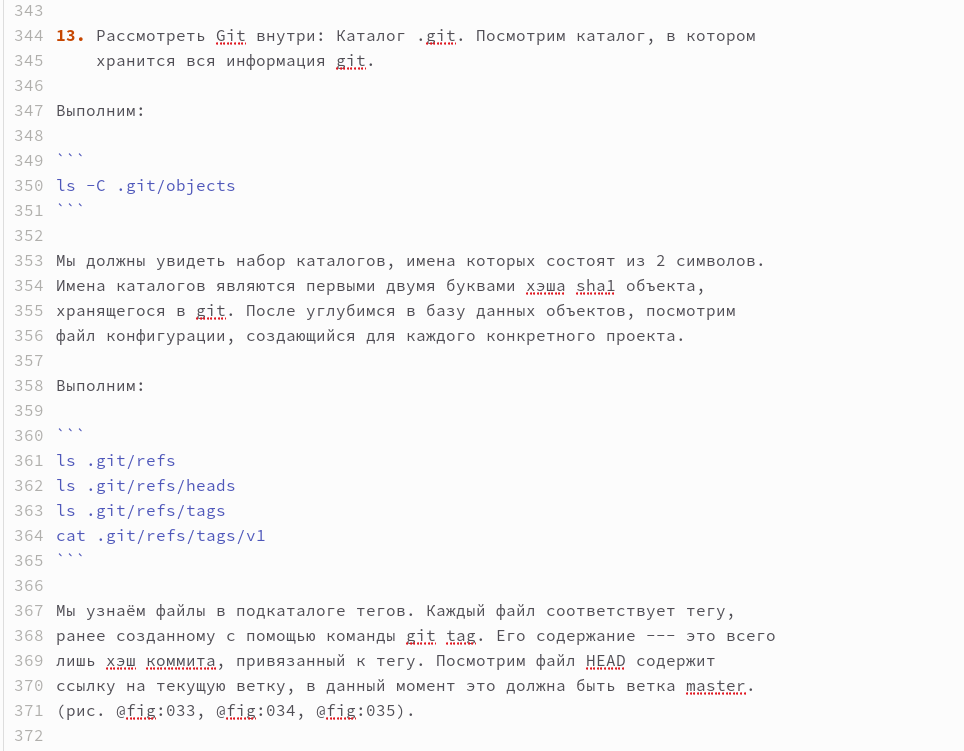 343
344 13. Рассмотреть Git внутри: Каталог .git. Посмотрим каталог, в котором
345     хранится вся информация git.
346
347 Выполним:
348
349 ```
350 ls -C .git/objects
351 ```
352
353 Мы должны увидеть набор каталогов, имена которых состоят из 2 символов.
354 Имена каталогов являются первыми двумя буквами хэша sha1 объекта,
355 хранящегося в git. После углубимся в базу данных объектов, посмотрим
356 файл конфигурации, создающийся для каждого конкретного проекта.
357
358 Выполним:
359
360 ```
361 ls .git/refs
362 ls .git/refs/heads
363 ls .git/refs/tags
364 cat .git/refs/tags/v1
365 ```
366
367 Мы узнаём файлы в подкаталоге тегов. Каждый файл соответствует тегу,
368 ранее созданному с помощью команды git tag. Его содержание --- это всего
369 лишь хэш коммита, привязанный к тегу. Посмотрим файл HEAD содержит
370 ссылку на текущую ветку, в данный момент это должна быть ветка master.
371 (рис. @fig:033, @fig:034, @fig:035).
372